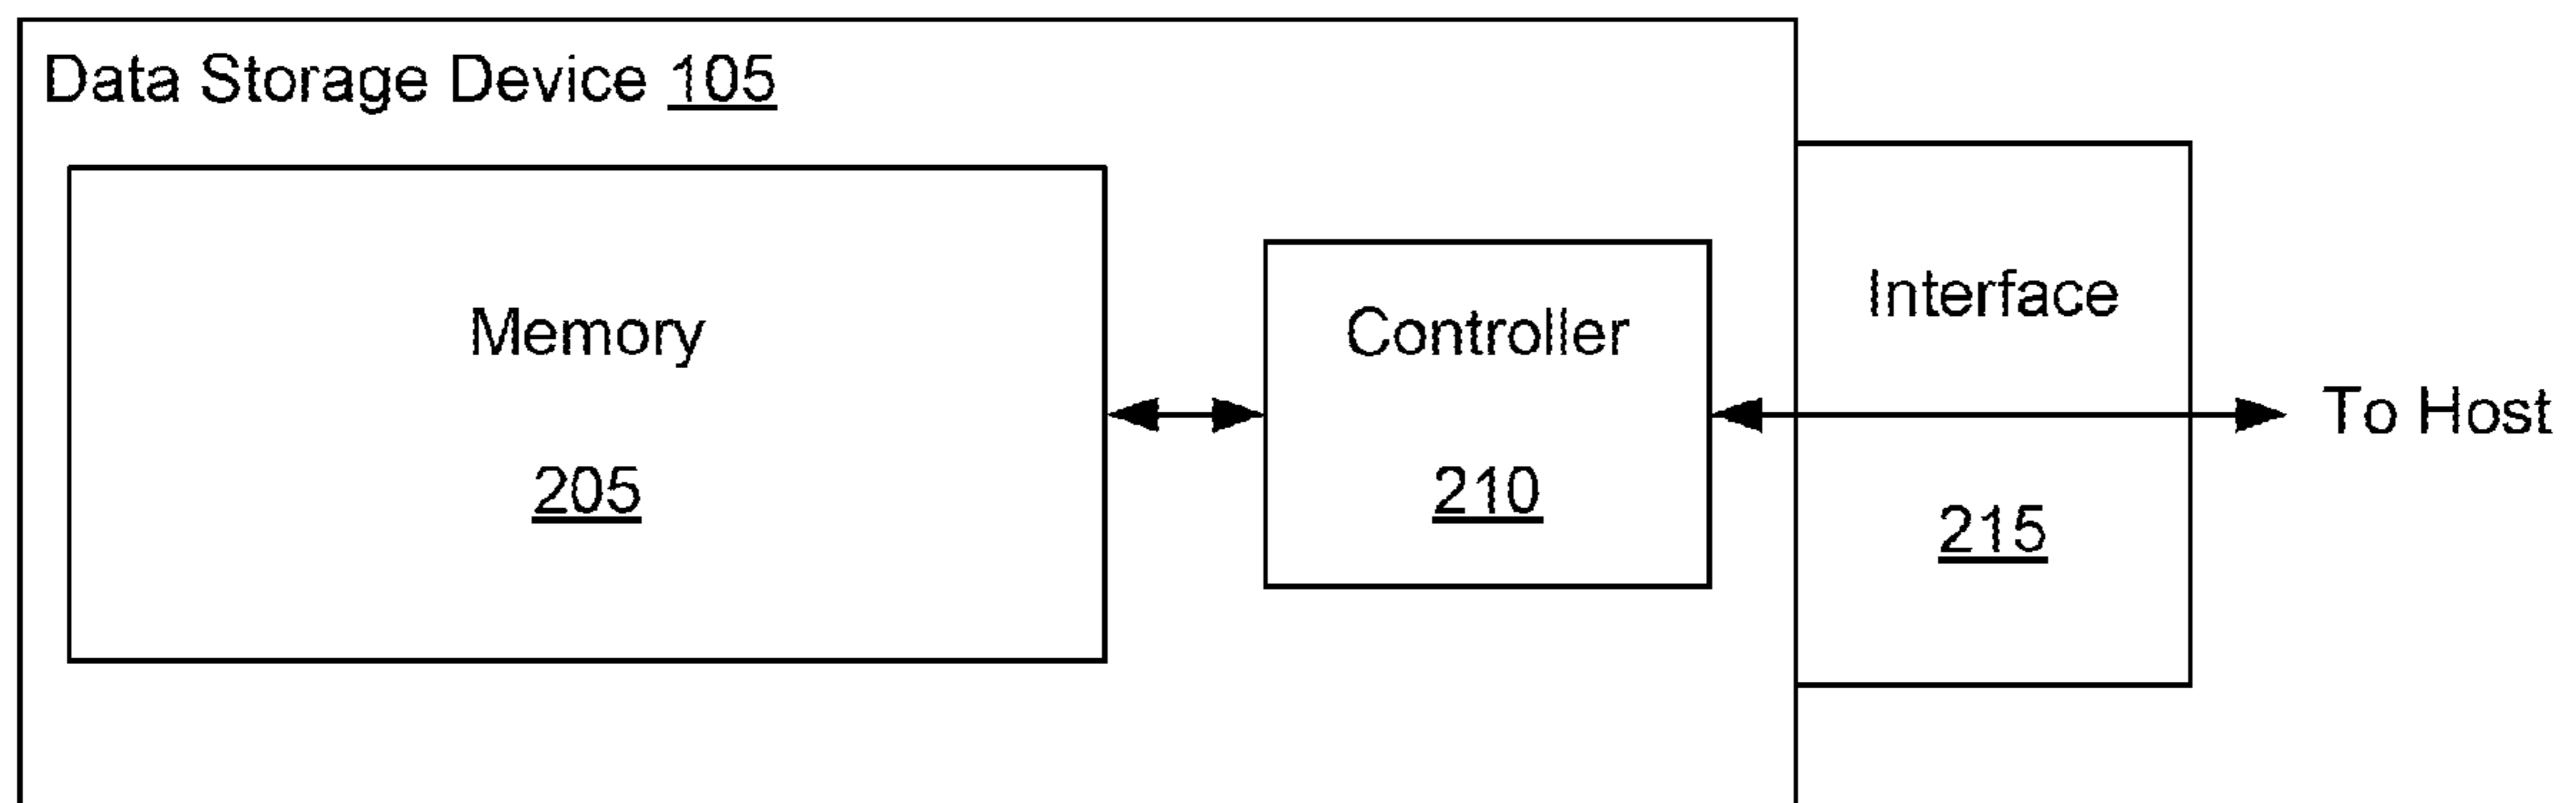 Data Storage Device 105
Memory
205
Controller
210
Interface
215
To Host